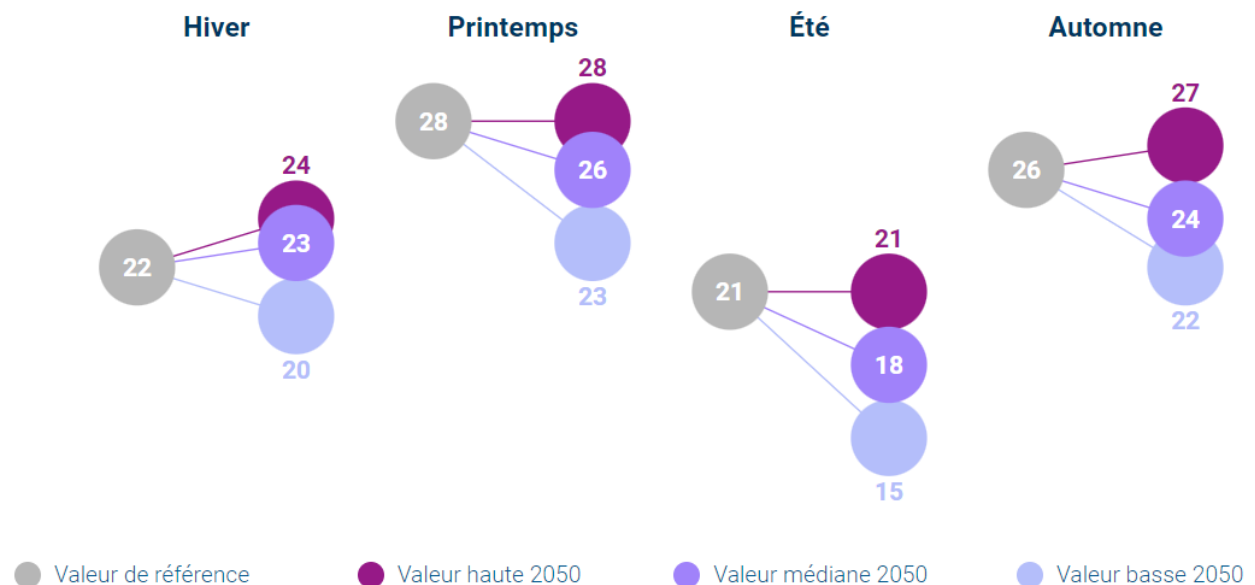 Hiver
24
22
23
20
Printemps
28
28
26
23
Été
21
21
18
15
Automne
27
26
24
22
Valeur de référence
Valeur haute 2050
Valeur médiane 2050
Valeur basse 2050